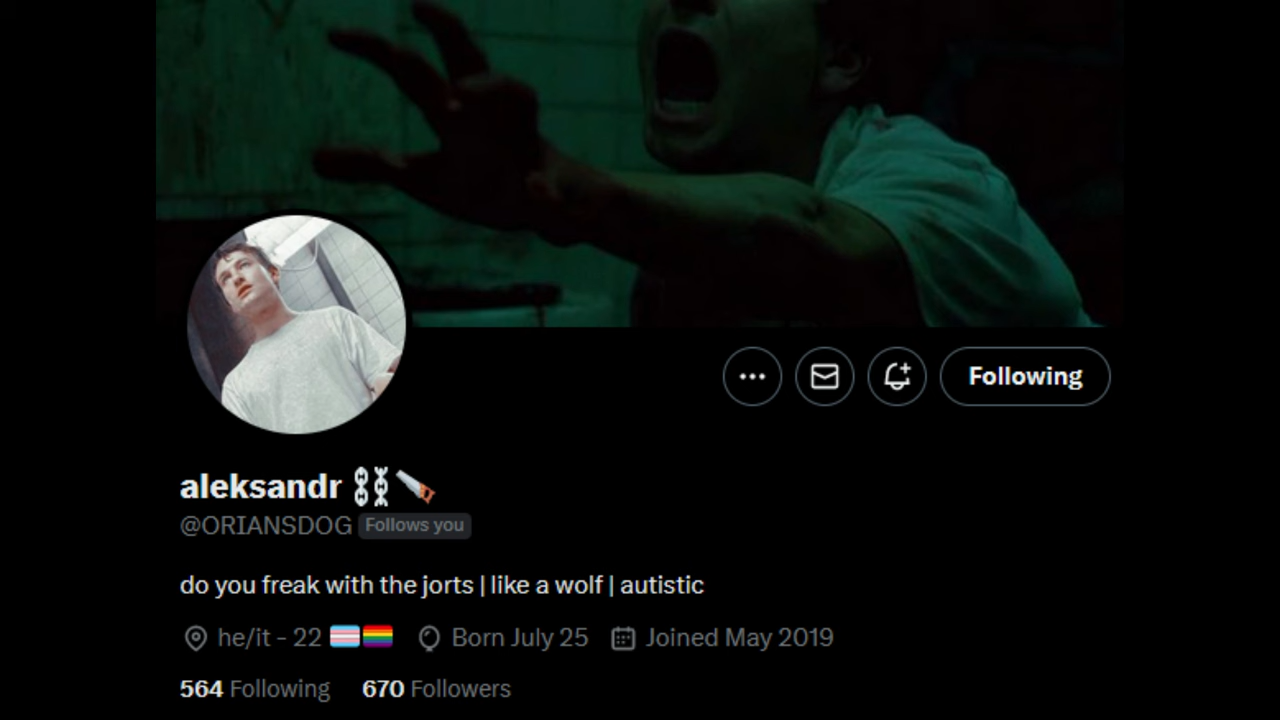 Following
aleksandr ⛓️⛓️🪚
@ORIANSDOG Follows you
do you freak with the jorts | like a wolf | autistic
he/it - 22 🏳️‍⚧️🏳️‍🌈 Born July 25 Joined May 2019
564 Following 670 Followers